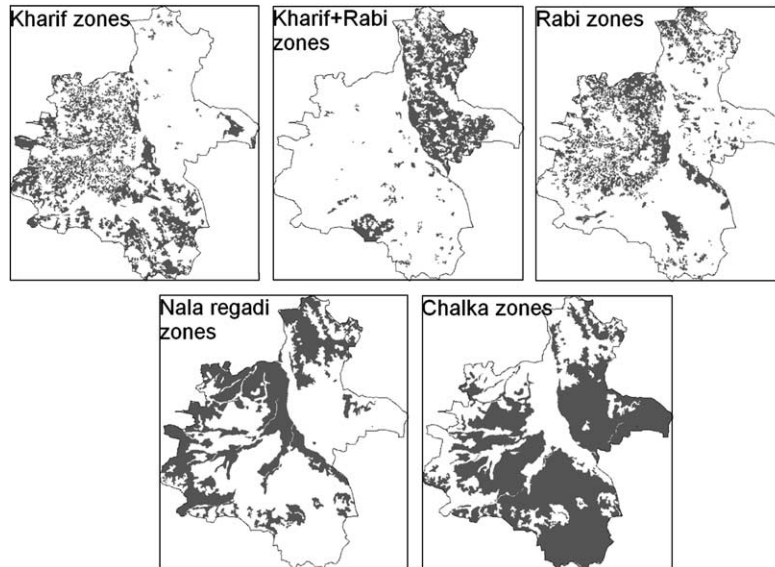 Kharif zones
Kharif+Rabi
zones
Rabi zones
Nala regadi
zones
Chalka zones